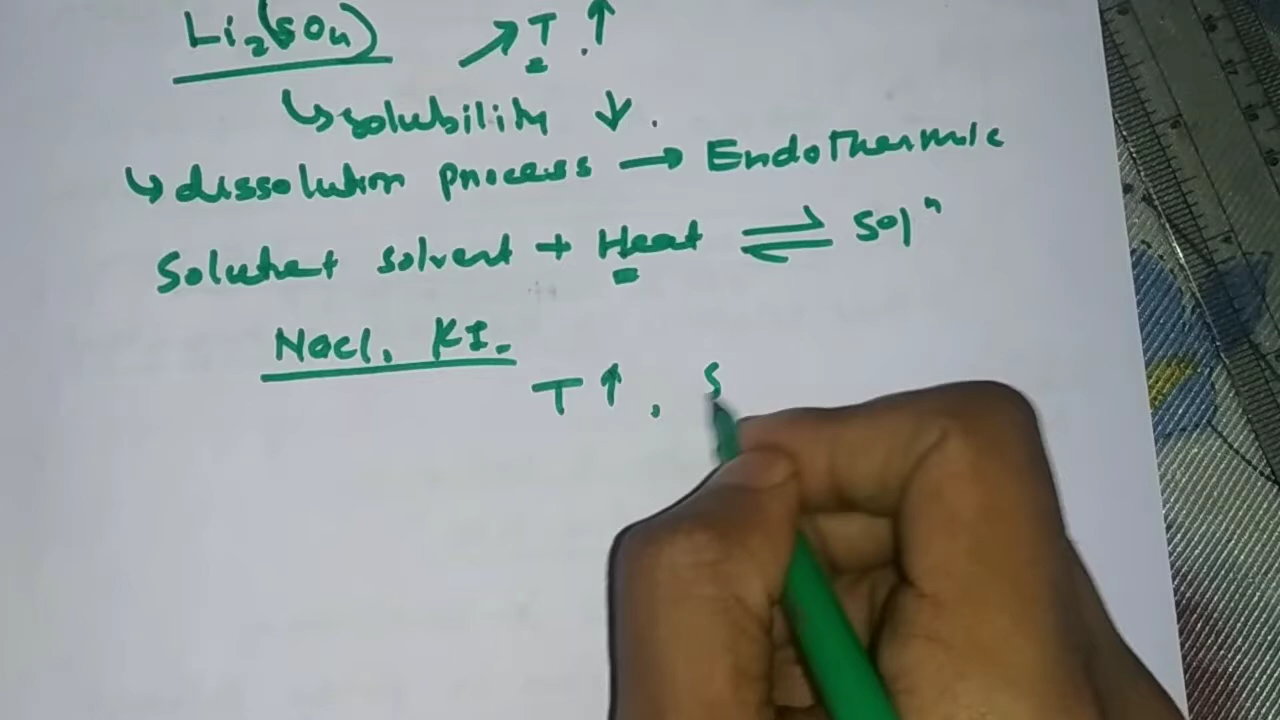 Li₂(SO₄) ↗ T ↑
↳ solubility ↓.
↳ dissolution process → Endothermic
Solute+ solvent + Heat ⇌ solⁿ
Nacl, KI.
T ↑, S